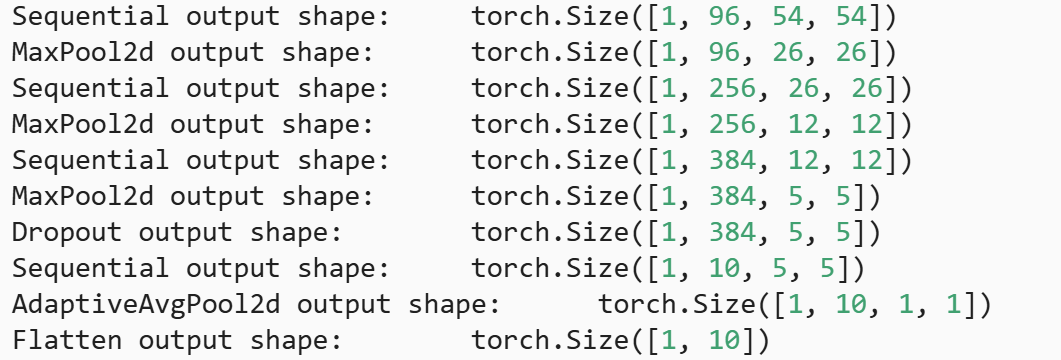 Sequential output shape: torch.Size([1, 96, 54, 54])
MaxPool2d output shape: torch.Size([1, 96, 26, 26])
Sequential output shape: torch.Size([1, 256, 26, 26])
MaxPool2d output shape: torch.Size([1, 256, 12, 12])
Sequential output shape: torch.Size([1, 384, 12, 12])
MaxPool2d output shape: torch.Size([1, 384, 5, 5])
Dropout output shape: torch.Size([1, 384, 5, 5])
Sequential output shape: torch.Size([1, 10, 5, 5])
AdaptiveAvgPool2d output shape: torch.Size([1, 10, 1, 1])
Flatten output shape: torch.Size([1, 10])